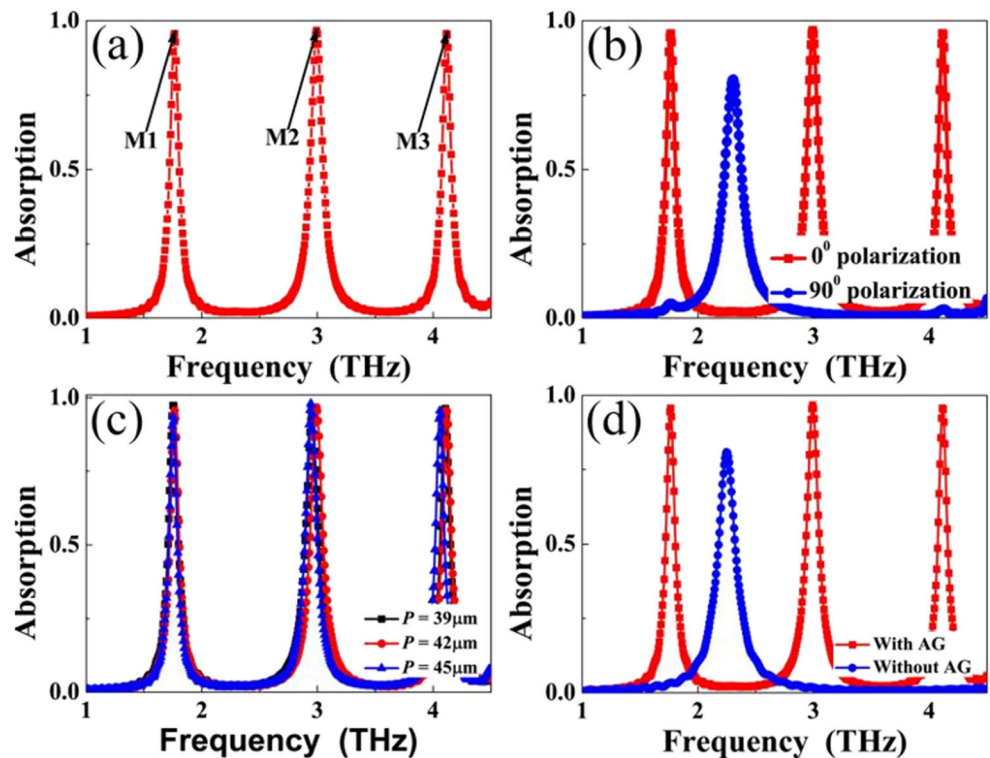 (a)
1.0
0.5
0.0
Absorption
M1
M2
M3
1 2 3 4
Frequency (THz)
(b)
1.0
0.5
0.0
Absorption
0⁰ polarization
90⁰ polarization
1 2 3 4
Frequency (THz)
(c)
1.0
0.5
0.0
Absorption
P = 39μm
P = 42μm
P = 45μm
1 2 3 4
Frequency (THz)
(d)
1.0
0.5
0.0
Absorption
With AG
Without AG
1 2 3 4
Frequency (THz)